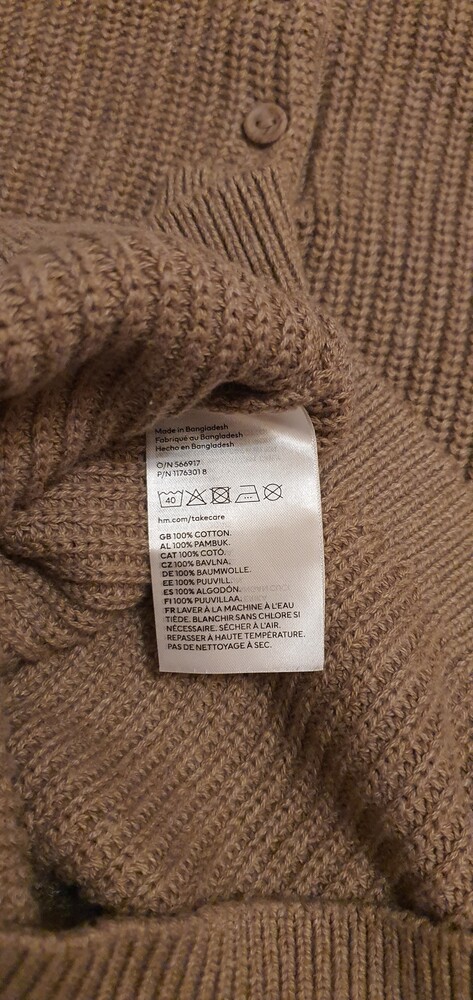 Made in Bangladesh
Fabriqué au Bangladesh
Hecho en Bangladesh
O/N 566917
P/N 1176301 8
40
hm.com/takecare
GB 100% COTTON.
AL 100% PAMBUK.
CAT 100% COTÓ.
CZ 100% BAVLNA.
DE 100% BAUMWOLLE.
EE 100% PUUVILL.
ES 100% ALGODÓN.
FI 100% PUUVILLAA.
FR LAVER À LA MACHINE À L'EAU
TIÈDE. BLANCHIR SANS CHLORE SI
NÉCESSAIRE. SÉCHER À L'AIR.
REPASSER À HAUTE TEMPÉRATURE.
PAS DE NETTOYAGE À SEC.